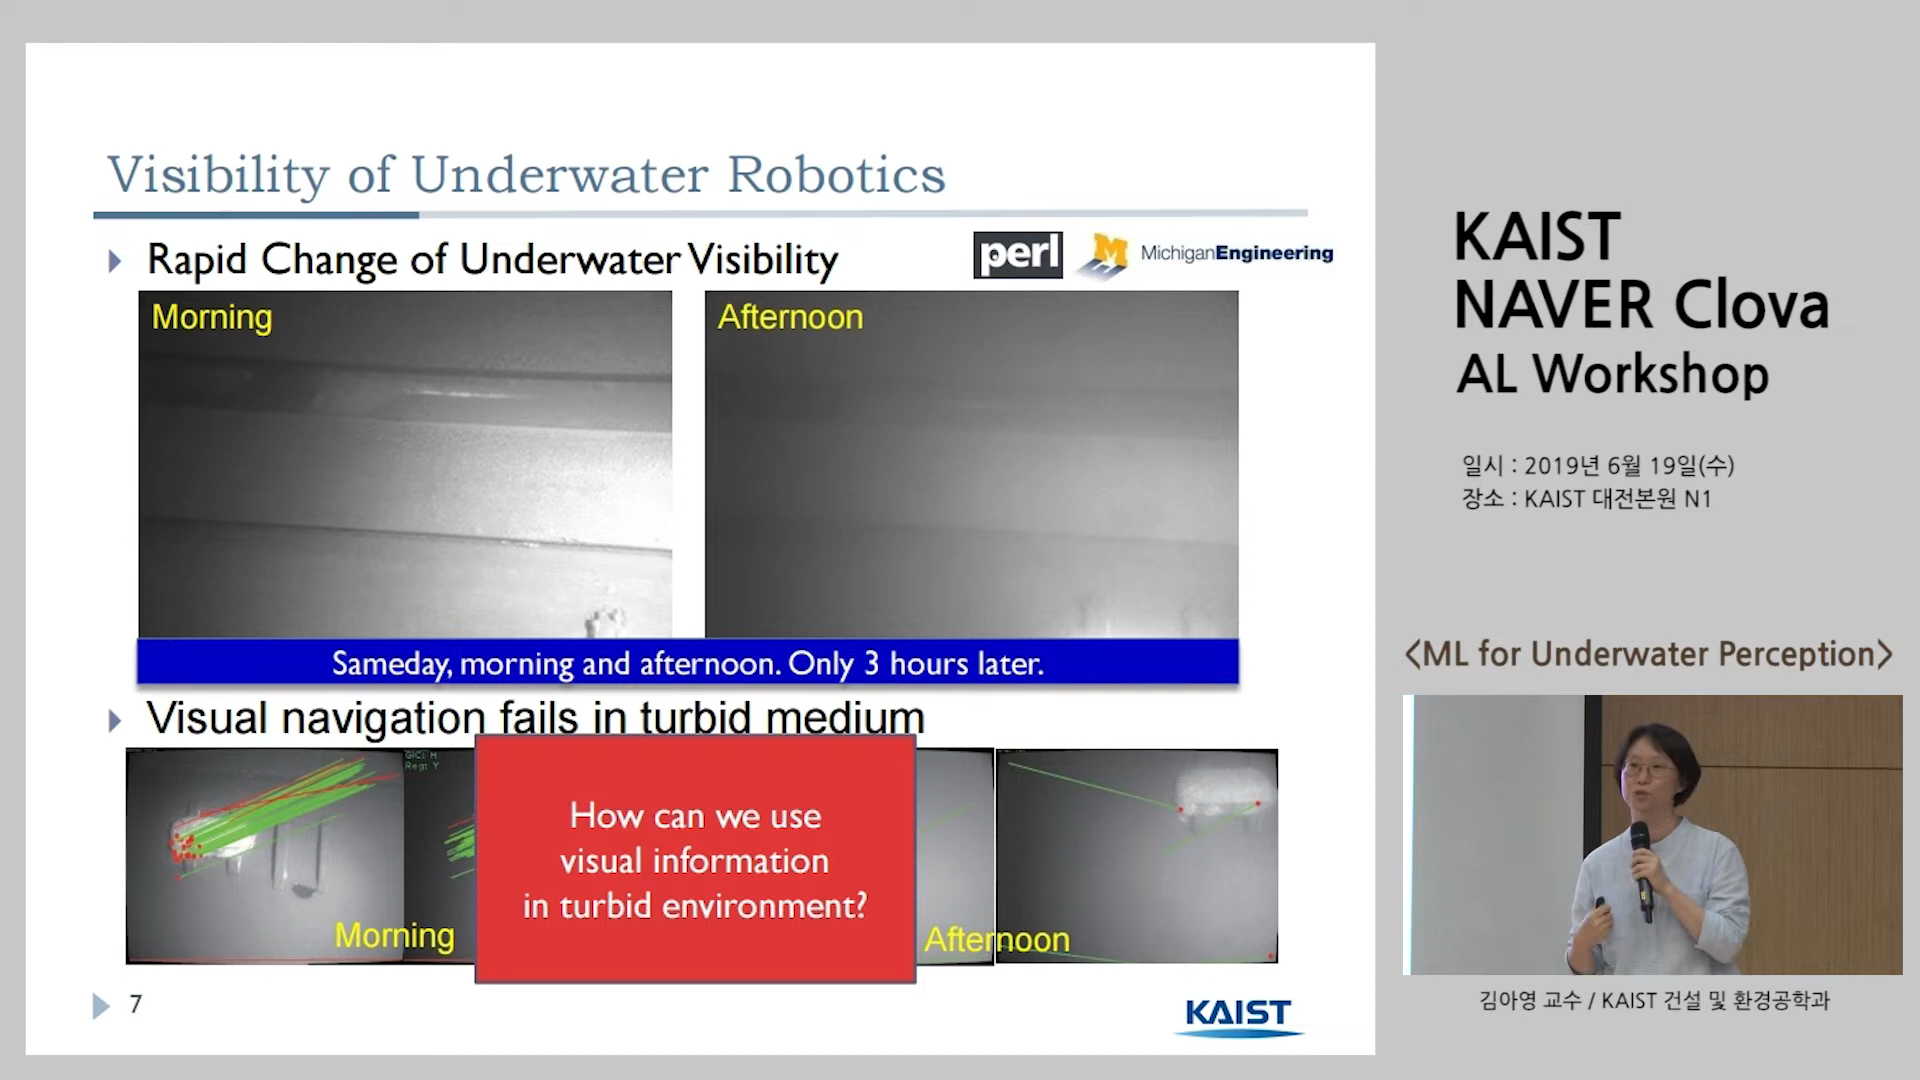 Visibility of Underwater Robotics
Rapid Change of Underwater Visibility
perl
MichiganEngineering
Morning
Afternoon
Sameday, morning and afternoon. Only 3 hours later.
Visual navigation fails in turbid medium
Reg: Y
How can we use
visual information
in turbid environment?
Morning
Afternoon
7
KAIST
KAIST
NAVER Clova
AL Workshop
일시 : 2019년 6월 19일(수)
장소 : KAIST 대전본원 N1
<ML for Underwater Perception>
김아영 교수 / KAIST 건설 및 환경공학과